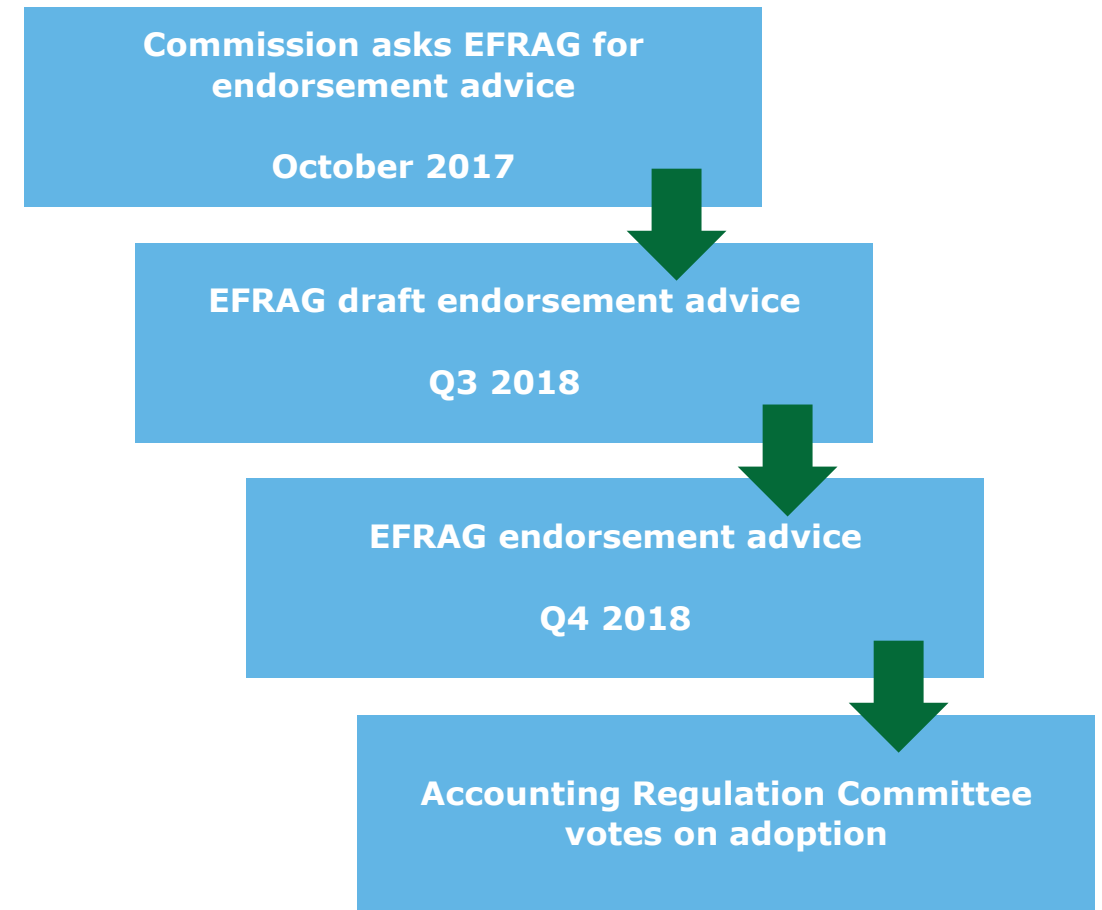 Commission asks EFRAG for
endorsement advice
October 2017
EFRAG draft endorsement advice
Q3 2018
EFRAG endorsement advice
Q4 2018
Accounting Regulation Committee
votes on adoption